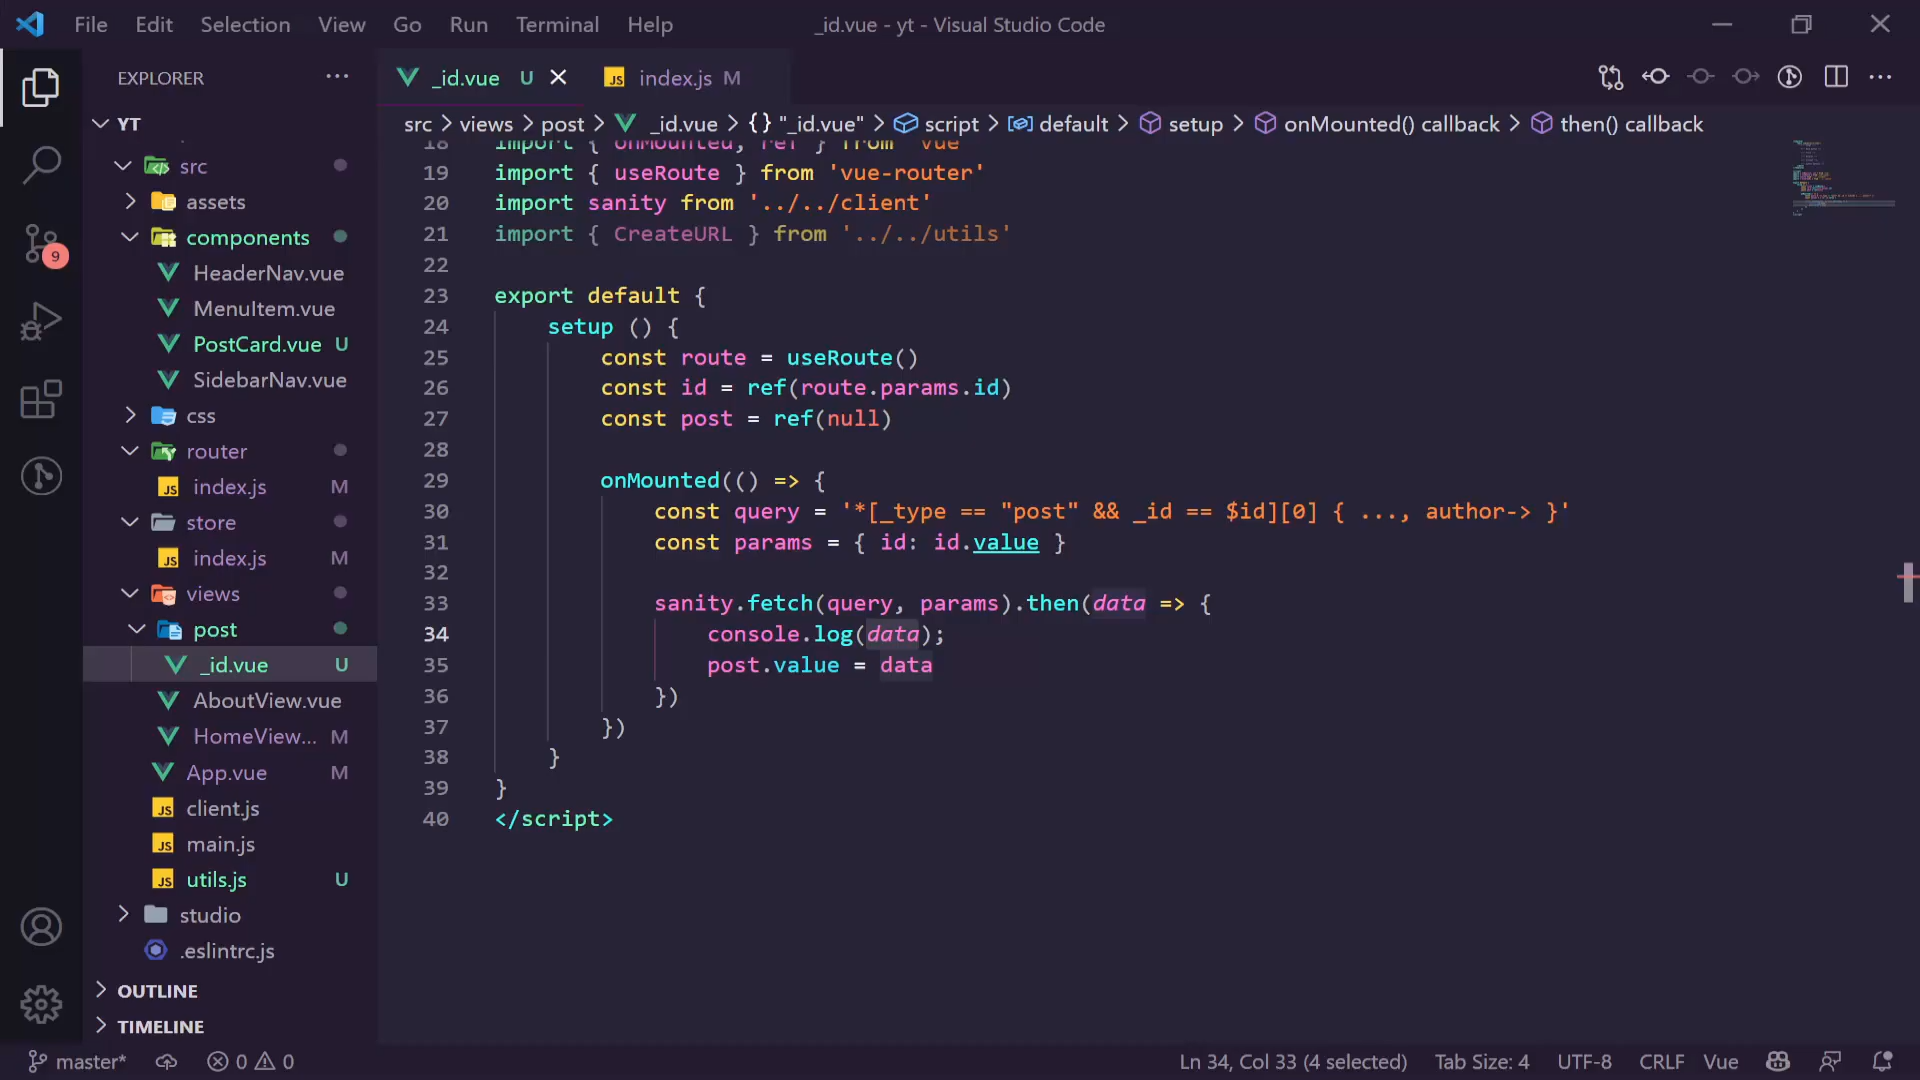 File Edit Selection View Go Run Terminal Help
_id.vue - yt - Visual Studio Code
EXPLORER
YT
src
assets
components
HeaderNav.vue
MenuItem.vue
PostCard.vue U
SidebarNav.vue
css
router
index.js M
store
index.js M
views
post
_id.vue U
AboutView.vue
HomeView... M
App.vue M
client.js
main.js
utils.js U
studio
.eslintrc.js
OUTLINE
TIMELINE
9
_id.vue U
index.js M
src > views > post > _id.vue > {} "_id.vue" > script > default > setup > onMounted() callback > then() callback
18 import { onMounted, ref } from 'vue'
19 import { useRoute } from 'vue-router'
20 import sanity from '../../client'
21 import { CreateURL } from '../../utils'
22
23 export default {
24 setup () {
25 const route = useRoute()
26 const id = ref(route.params.id)
27 const post = ref(null)
28
29 onMounted(() => {
30 const query = '*[_type == "post" && _id == $id][0] { ..., author-> }'
31 const params = { id: id.value }
32
33 sanity.fetch(query, params).then(data => {
34 console.log(data);
35 post.value = data
36 })
37 })
38 }
39 }
40 </script>
master* 0 0
Ln 34, Col 33 (4 selected) Tab Size: 4 UTF-8 CRLF Vue